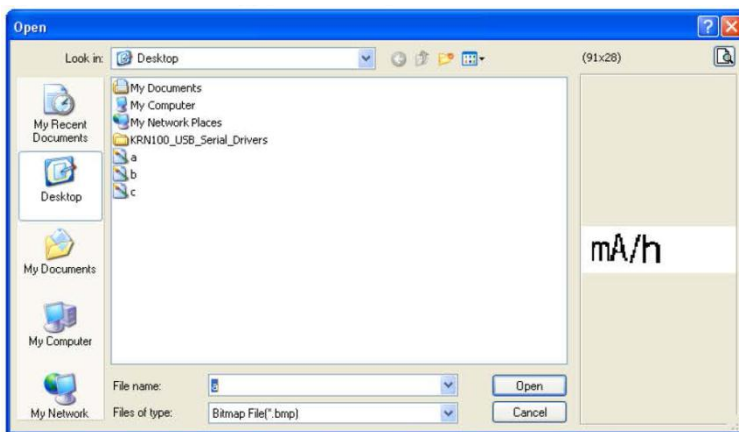 Open
Look in: Desktop (91x28)
My Documents
My Computer
My Network Places
KRN100_USB_Serial_Drivers
a
b
c
My Recent
Documents
Desktop
My Documents
My Computer
My Network
mA/h
File name: a Open
Files of type: Bitmap File(*.bmp) Cancel